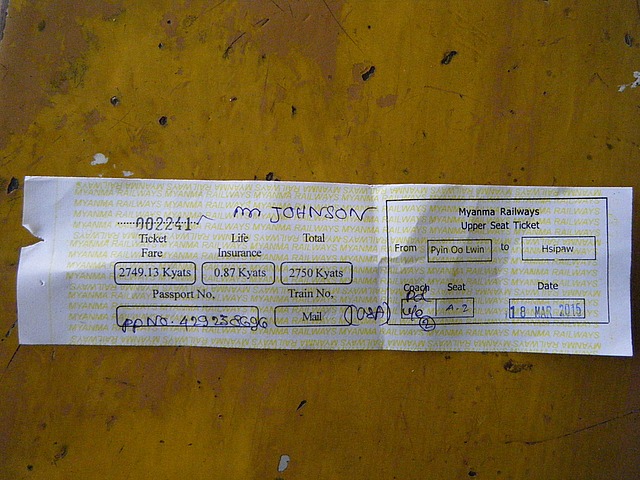 002241 Mr JOHNSON
Ticket Fare Life Insurance Total
2749.13 Kyats 0.87 Kyats 2750 Kyats
Passport No, Train No,
PP NO. Mail
Myanma Railways
Upper Seat Ticket
From Pyin Oo Lwin to Hsipaw
Coach Seat Date
A-2 18 MAR 2015
MYANMA RAILWAYS